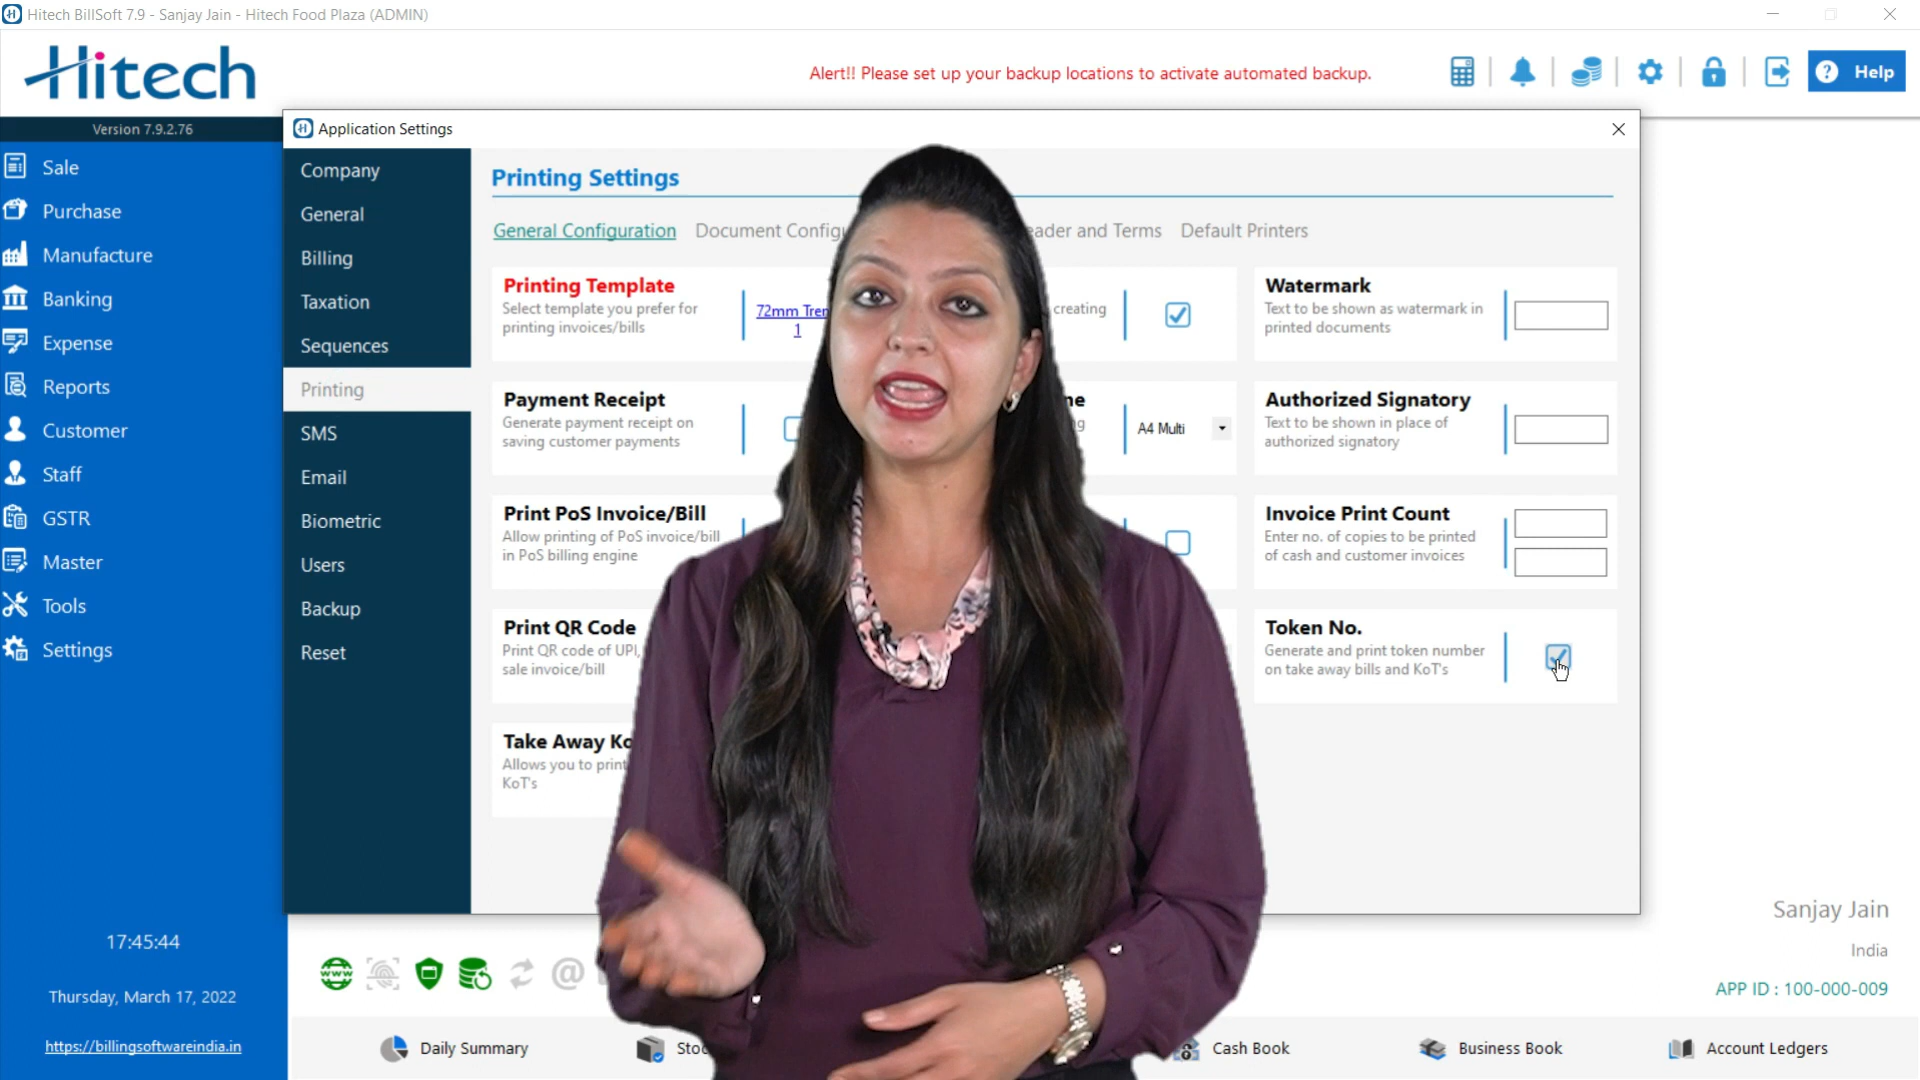 Hitech BillSoft 7.9 - Sanjay Jain - Hitech Food Plaza (ADMIN)
Hitech
Alert!! Please set up your backup locations to activate automated backup.
Help
Version 7.9.2.76
Application Settings
Sale
Purchase
Manufacture
Banking
Expense
Reports
Customer
Staff
GSTR
Master
Tools
Settings
17:45:44
Thursday, March 17, 2022
https://billingsoftwareindia.in
Company
General
Billing
Taxation
Sequences
Printing
SMS
Email
Biometric
Users
Backup
Reset
Printing Settings
General Configuration Document Config eader and Terms Default Printers
Printing Template
Select template you prefer for
printing invoices/bills
72mm Tren
1
creating
Watermark
Text to be shown as watermark in
printed documents
Payment Receipt
Generate payment receipt on
saving customer payments
ne
g
A4 Multi
Authorized Signatory
Text to be shown in place of
authorized signatory
Print PoS Invoice/Bill
Allow printing of PoS invoice/bill
in PoS billing engine
Invoice Print Count
Enter no. of copies to be printed
of cash and customer invoices
Print QR Code
Print QR code of UPI,
sale invoice/bill
Token No.
Generate and print token number
on take away bills and KoT's
Take Away Ko
Allows you to print
KoT's
Sanjay Jain
India
APP ID : 100-000-009
Daily Summary
Stoc
Cash Book
Business Book
Account Ledgers